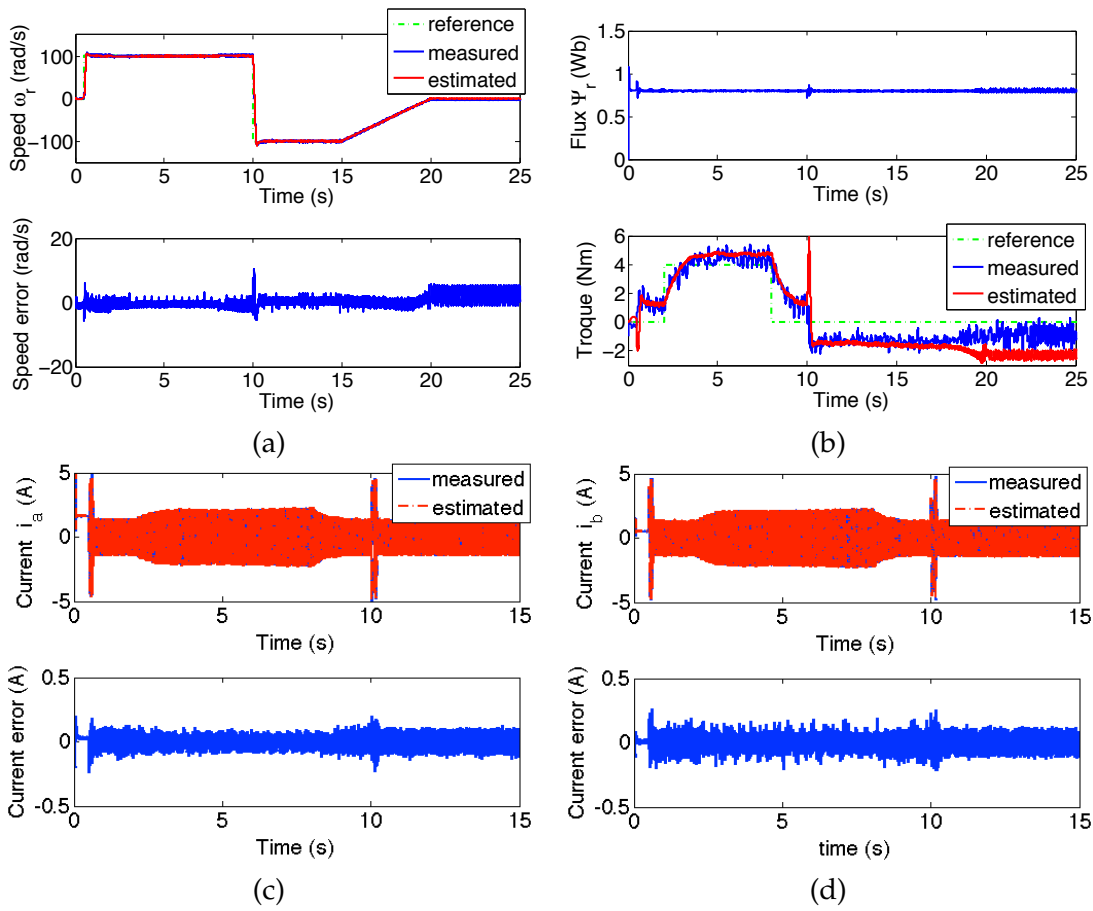 Speed ω_r (rad/s)
100
0
−100
reference
measured
estimated
0 5 10 15 20 25
Time (s)
Speed error (rad/s)
20
0
−20
0 5 10 15 20 25
Time (s)
(a)
Flux Ψ_r (Wb)
1.5
1
0.5
0
0 5 10 15 20 25
Time (s)
Troque (Nm)
6
4
2
0
−2
reference
measured
estimated
0 5 10 15 20 25
Time (s)
(b)
Current i_a (A)
5
0
-5
measured
estimated
0 5 10 15
Time (s)
Current error (A)
0.5
0
-0.5
0 5 10 15
Time (s)
(c)
Current i_b (A)
5
0
-5
measured
estimated
0 5 10 15
Time (s)
Current error (A)
0.5
0
-0.5
0 5 10 15
time (s)
(d)